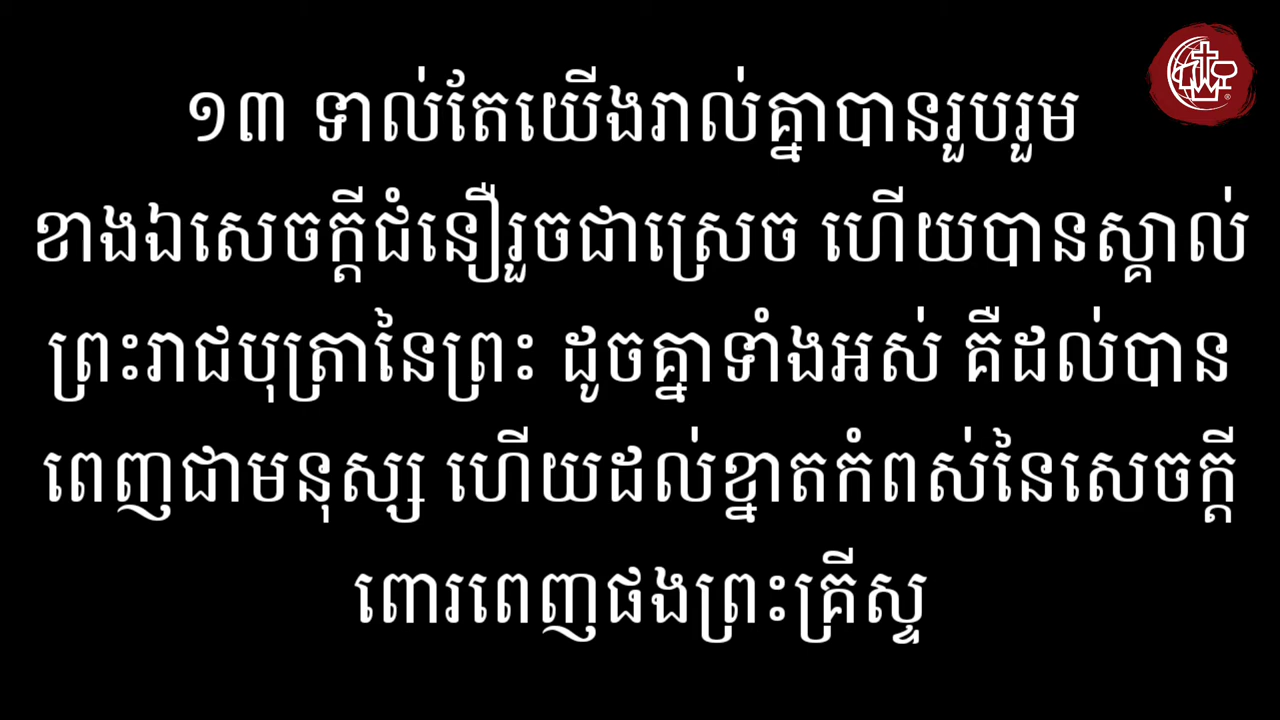 ១៣ ទាល់តែយើងរាល់គ្នាបានរួបរួម
ខាងឯសេចក្ដីជំនឿរួចជាស្រេច ហើយបានស្គាល់
ព្រះរាជបុត្រានៃព្រះ ដូចគ្នាទាំងអស់ គឺដល់បាន
ពេញជាមនុស្ស ហើយដល់ខ្នាតកំពស់នៃសេចក្ដី
ពោរពេញផងព្រះគ្រីស្ទ